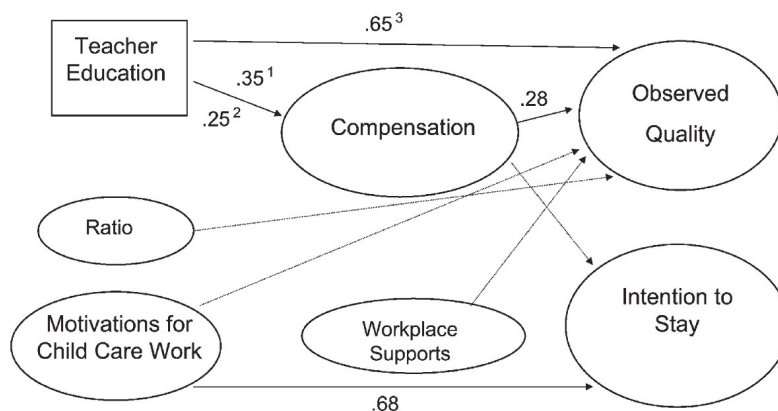 Teacher
Education
.65³
.35¹
.25²
Compensation
.28
Observed
Quality
Ratio
Motivations for
Child Care Work
Workplace
Supports
Intention to
Stay
.68